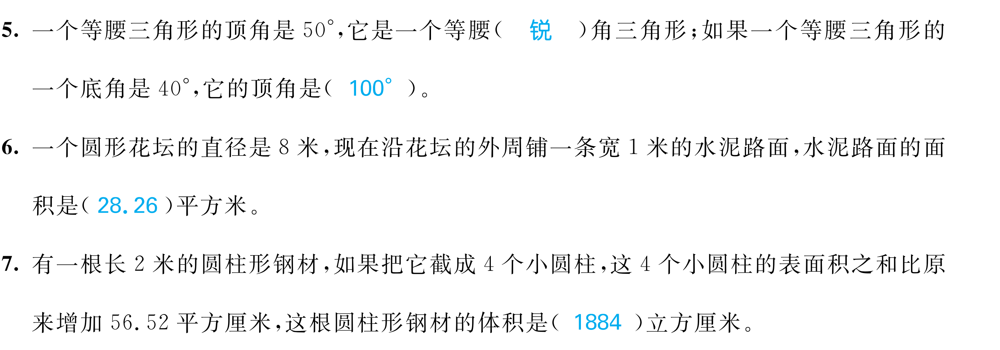 5. 一个等腰三角形的顶角是 50°,它是一个等腰( 锐 )角三角形;如果一个等腰三角形的
一个底角是 40°,它的顶角是( 100° )。
6. 一个圆形花坛的直径是 8 米,现在沿花坛的外周铺一条宽 1 米的水泥路面,水泥路面的面
积是( 28.26 )平方米。
7. 有一根长 2 米的圆柱形钢材,如果把它截成 4 个小圆柱,这 4 个小圆柱的表面积之和比原
来增加 56.52 平方厘米,这根圆柱形钢材的体积是( 1884 )立方厘米。